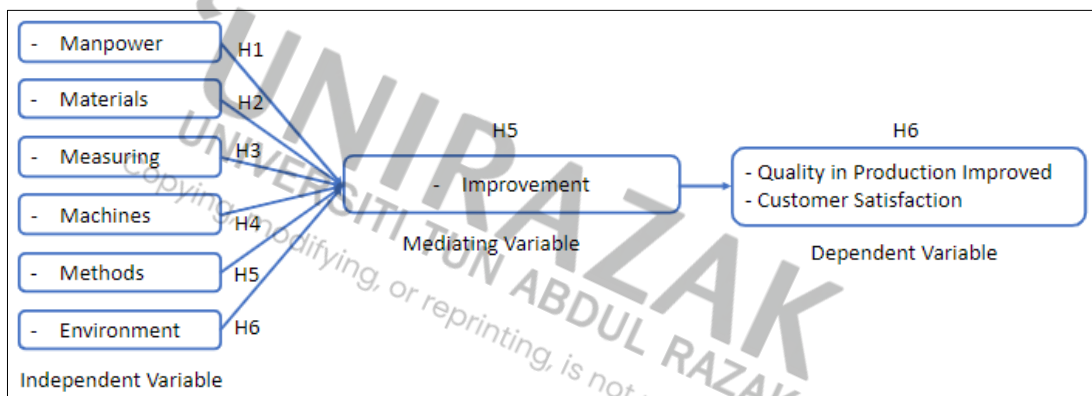 - Manpower
H1
- Materials
H2
- Measuring
H3
- Machines
H4
- Methods
H5
- Environment
H6
Independent Variable
H5
- Improvement
Mediating Variable
H6
- Quality in Production Improved
- Customer Satisfaction
Dependent Variable
UNIRAZAK
UNIVERSITI TUN ABDUL RAZAK
Copying, modifying, or reprinting, is not